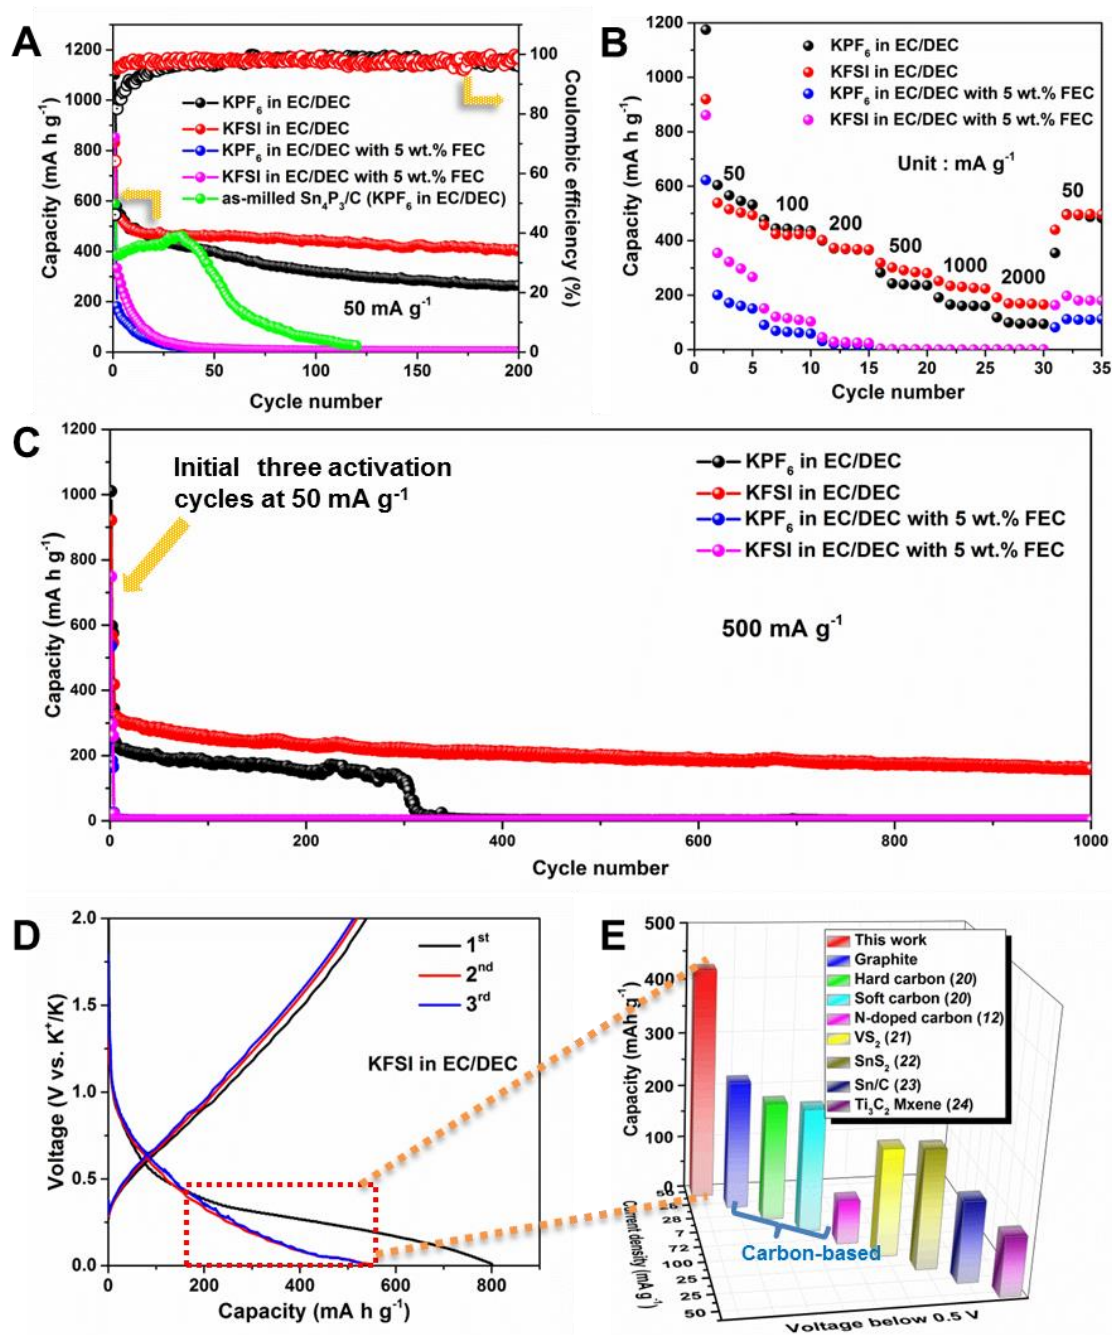 A
1200
1000
800
600
400
200
0
Capacity (mA h g⁻¹)
100
80
60
40
20
0
Coulombic efficiency (%)
KPF₆ in EC/DEC
KFSI in EC/DEC
KPF₆ in EC/DEC with 5 wt.% FEC
KFSI in EC/DEC with 5 wt.% FEC
as-milled Sn₄P₃/C (KPF₆ in EC/DEC)
50 mA g⁻¹
0 50 100 150 200
Cycle number
B
1200
1000
800
600
400
200
0
Capacity (mA h g⁻¹)
KPF₆ in EC/DEC
KFSI in EC/DEC
KPF₆ in EC/DEC with 5 wt.% FEC
KFSI in EC/DEC with 5 wt.% FEC
Unit : mA g⁻¹
50 100 200 500 1000 2000 50
0 5 10 15 20 25 30 35
Cycle number
C
1200
1000
800
600
400
200
0
Capacity (mA h g⁻¹)
Initial three activation
cycles at 50 mA g⁻¹
KPF₆ in EC/DEC
KFSI in EC/DEC
KPF₆ in EC/DEC with 5 wt.% FEC
KFSI in EC/DEC with 5 wt.% FEC
500 mA g⁻¹
0 200 400 600 800 1000
Cycle number
D
2.0
1.5
1.0
0.5
0.0
Voltage (V vs. K⁺/K)
1ˢᵗ
2ⁿᵈ
3ʳᵈ
KFSI in EC/DEC
0 200 400 600 800
Capacity (mA h g⁻¹)
E
500
400
300
200
100
0
Capacity (mAh g⁻¹)
This work
Graphite
Hard carbon (20)
Soft carbon (20)
N-doped carbon (12)
VS₂ (21)
SnS₂ (22)
Sn/C (23)
Ti₃C₂ Mxene (24)
28
7
72
100
25
25
50
Current density (mA g⁻¹)
Carbon-based
Voltage below 0.5 V